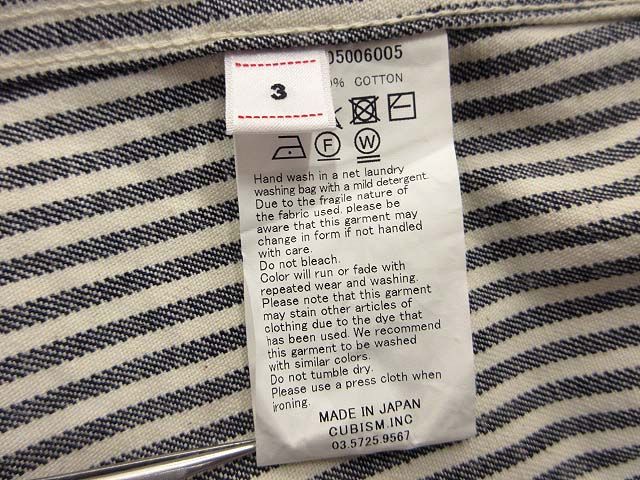 05006005
3
% COTTON
F W
Hand wash in a net laundry
washing bag with a mild detergent.
Due to the fragile nature of
the fabric used. please be
aware that this garment may
change in form if not handled
with care.
Do not bleach.
Color will run or fade with
repeated wear and washing.
Please note that this garment
may stain other articles of
clothing due to the dye that
has been used. We recommend
this garment to be washed
with similar colors.
Do not tumble dry.
Please use a press cloth when
ironing.
MADE IN JAPAN
CUBISM.INC
03.5725.9567